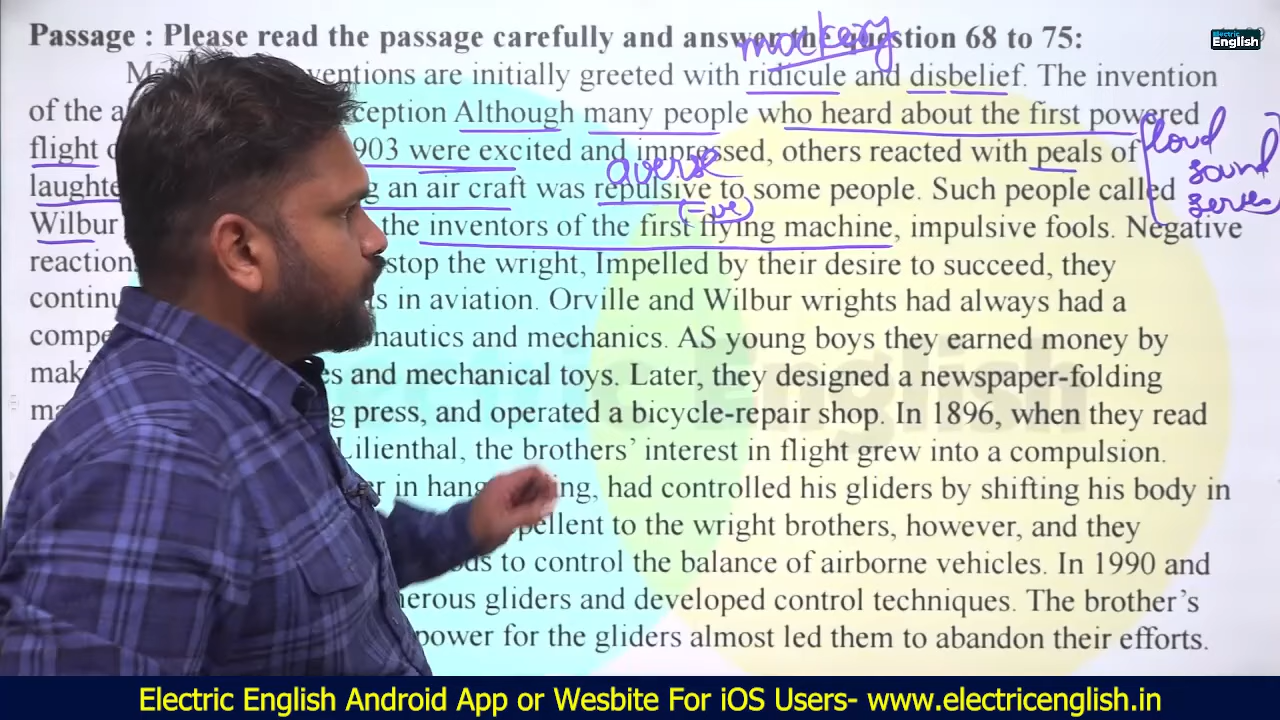 Electric
English
mockery
Passage : Please read the passage carefully and answer the question 68 to 75:
ventions are initially greeted with ridicule and disbelief. The invention
of the a ception Although many people who heard about the first powered
flight 903 were excited and impressed, others reacted with peals of
loud
sound
series
averse
laughte g an air craft was repulsive to some people. Such people called
(-ve)
Wilbur the inventors of the first flying machine, impulsive fools. Negative
reaction stop the wright, Impelled by their desire to succeed, they
continu ts in aviation. Orville and Wilbur wrights had always had a
compe nautics and mechanics. AS young boys they earned money by
mak es and mechanical toys. Later, they designed a newspaper-folding
ma g press, and operated a bicycle-repair shop. In 1896, when they read
Lilienthal, the brothers' interest in flight grew into a compulsion.
er in hang ing, had controlled his gliders by shifting his body in
pellent to the wright brothers, however, and they
ds to control the balance of airborne vehicles. In 1990 and
nerous gliders and developed control techniques. The brother's
power for the gliders almost led them to abandon their efforts.
Electric English Android App or Wesbite For iOS Users- www.electricenglish.in